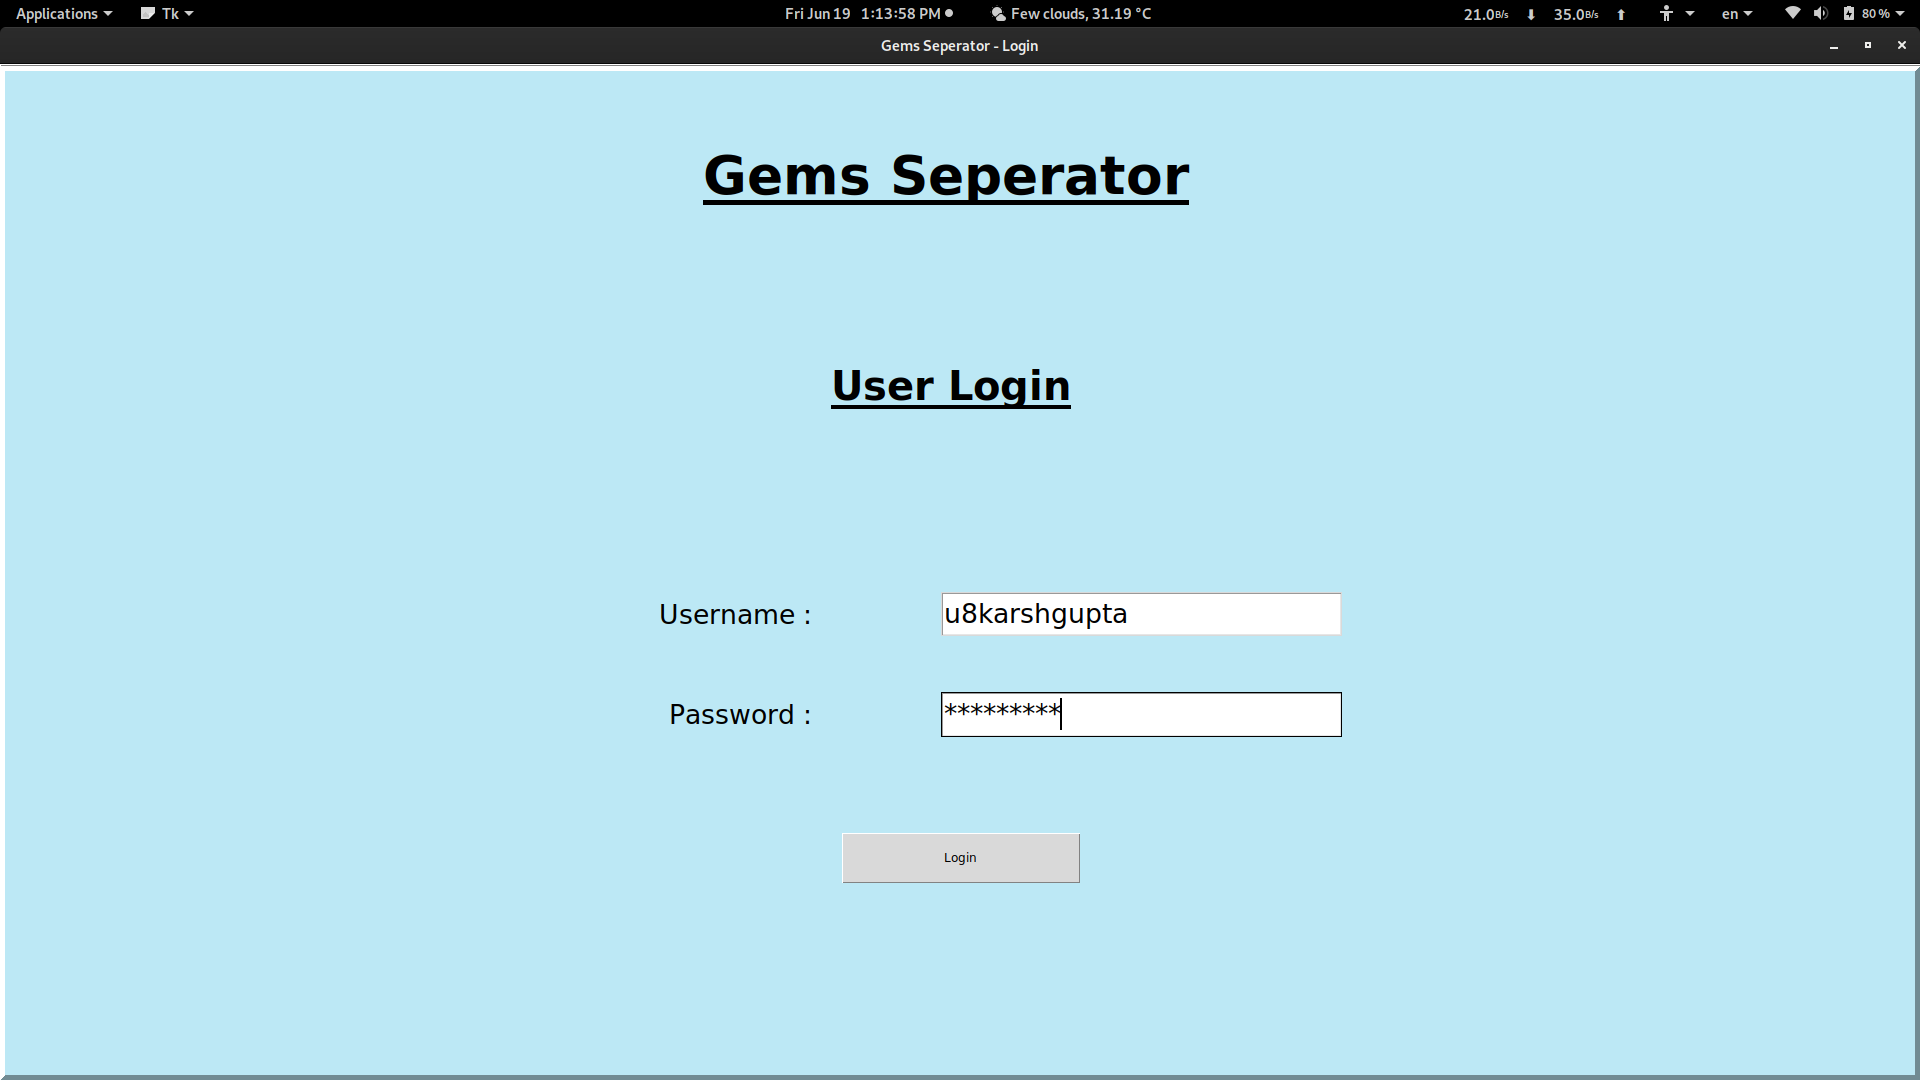 Applications Tk Fri Jun 19 1:13:58 PM Few clouds, 31.19 °C 21.0B/s ⬇ 35.0B/s ⬆ en 80 %
Gems Seperator - Login
Gems Seperator
User Login
Username : u8karshgupta
Password : *********
Login